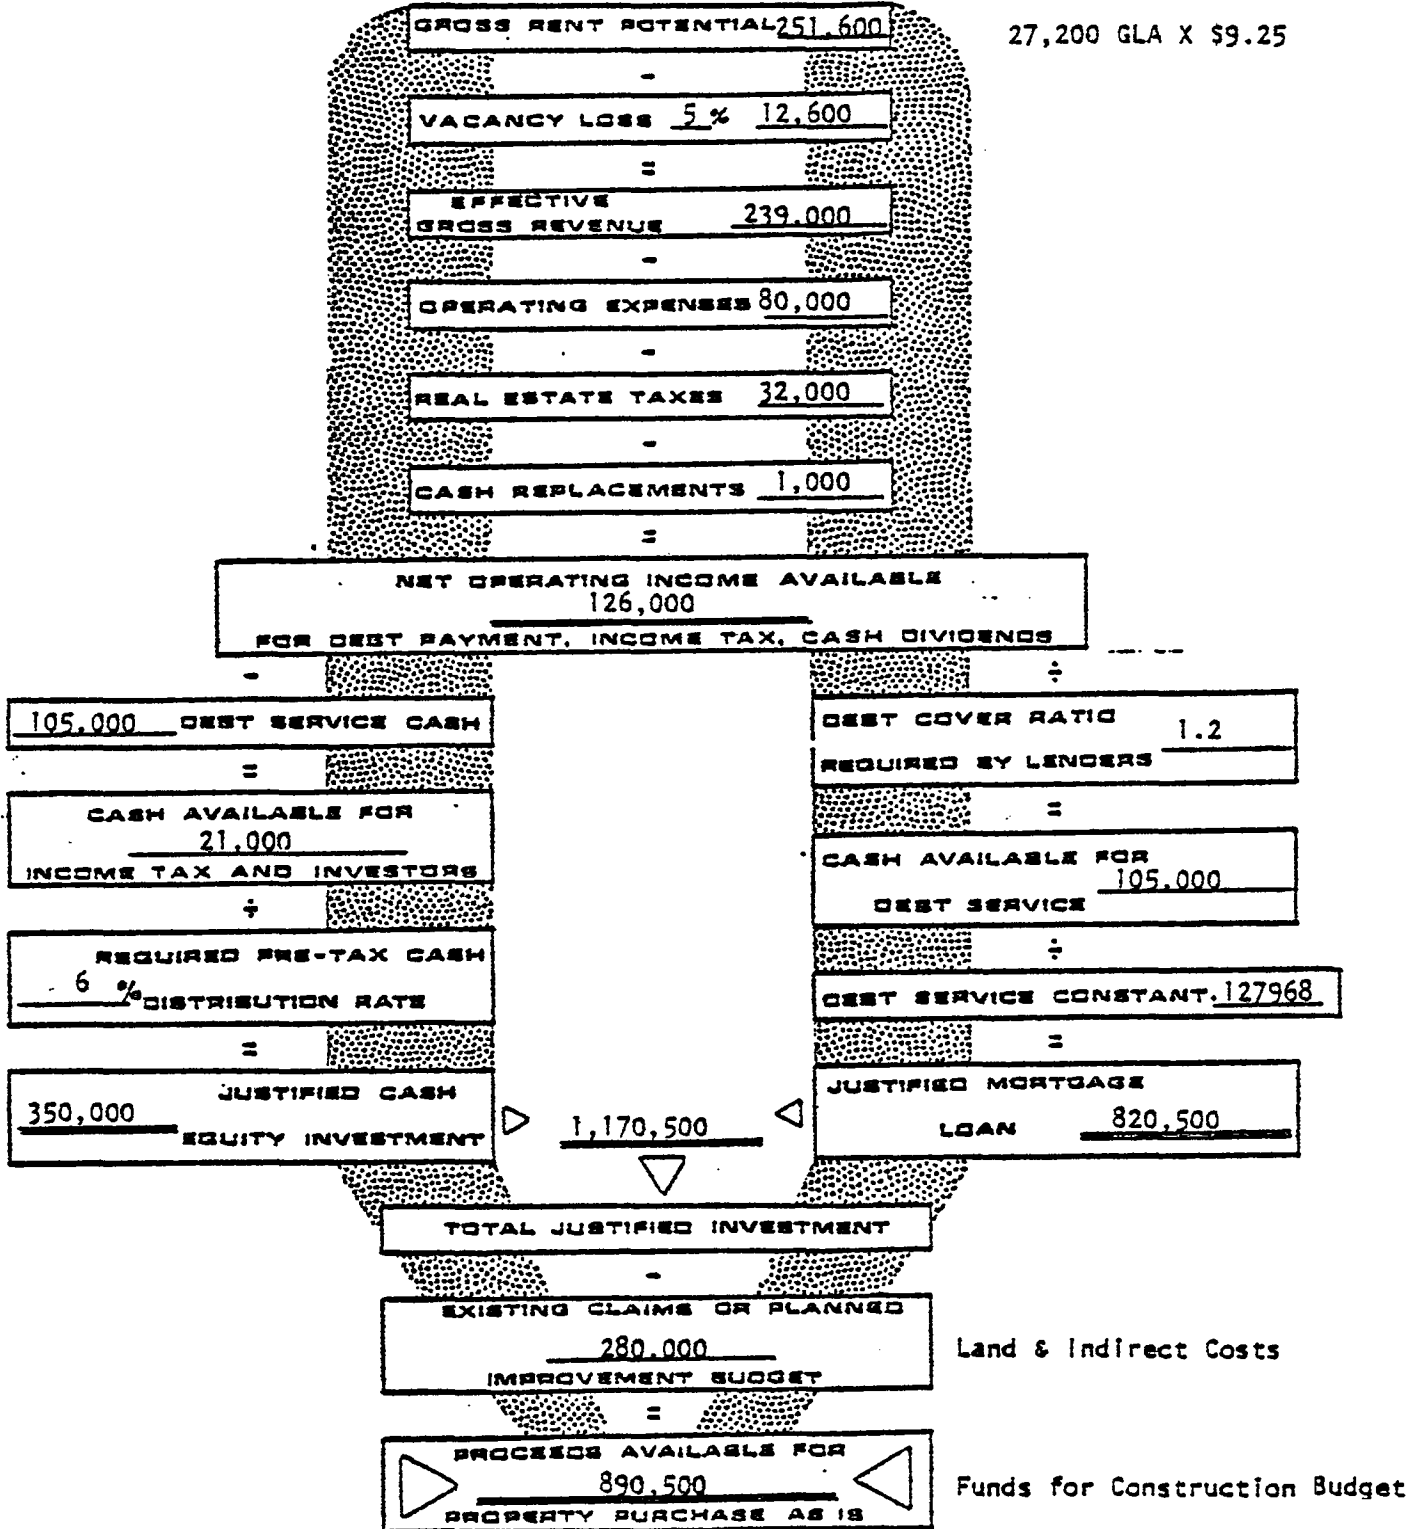 GROSS RENT POTENTIAL 251,600
27,200 GLA X $9.25
-
VACANCY LOSS 5 % 12,600
=
EFFECTIVE
GROSS REVENUE 239.000
-
OPERATING EXPENSES 80,000
-
REAL ESTATE TAXES 32,000
-
CASH REPLACEMENTS 1,000
=
NET OPERATING INCOME AVAILABLE
126,000
FOR DEBT PAYMENT, INCOME TAX, CASH DIVIDENDS
-
105.000 DEBT SERVICE CASH
=
CASH AVAILABLE FOR
21.000
INCOME TAX AND INVESTORS
÷
REQUIRED PRE-TAX CASH
6 % DISTRIBUTION RATE
=
JUSTIFIED CASH
350,000
EQUITY INVESTMENT
÷
DEBT COVER RATIO
1.2
REQUIRED BY LENDERS
=
CASH AVAILABLE FOR
105.000
DEBT SERVICE
÷
DEBT SERVICE CONSTANT .127968
=
JUSTIFIED MORTGAGE
LOAN 820,500
1,170,500
TOTAL JUSTIFIED INVESTMENT
-
EXISTING CLAIMS OR PLANNED
280.000
IMPROVEMENT BUDGET
Land & Indirect Costs
=
PROCEEDS AVAILABLE FOR
890,500
PROPERTY PURCHASE AS IS
Funds for Construction Budget